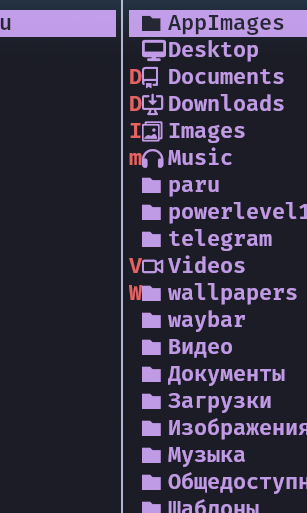 u
AppImages
Desktop
D Documents
D Downloads
I Images
m Music
paru
powerlevel1
telegram
V Videos
W wallpapers
waybar
Видео
Документы
Загрузки
Изображения
Музыка
Общедоступн
Шаблоны